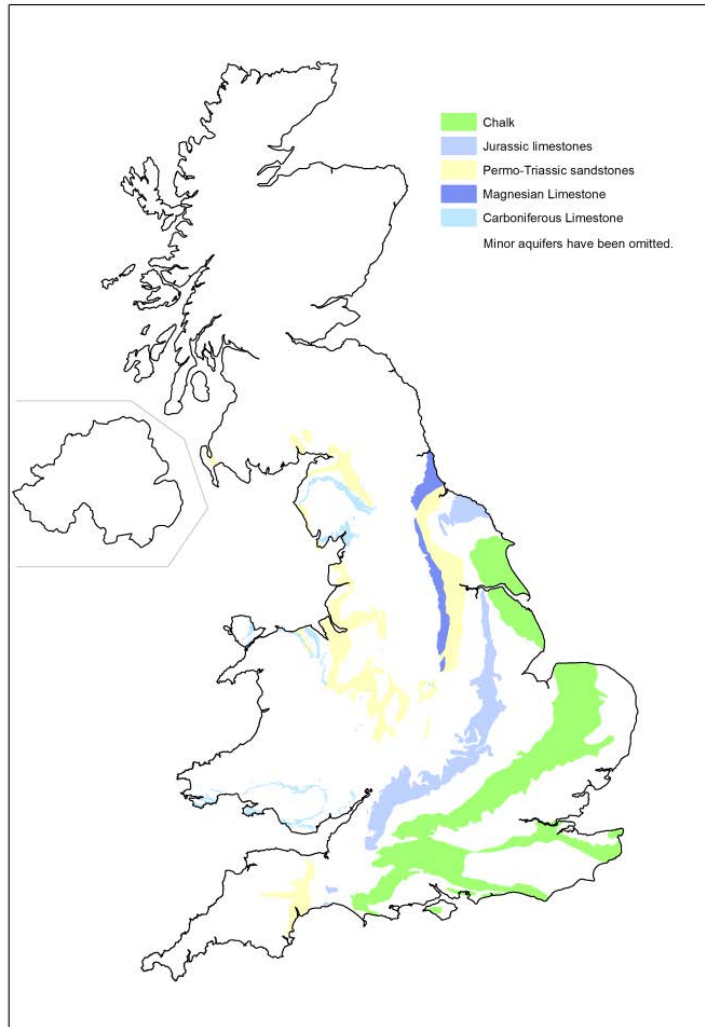 Chalk
Jurassic limestones
Permo-Triassic sandstones
Magnesian Limestone
Carboniferous Limestone
Minor aquifers have been omitted.